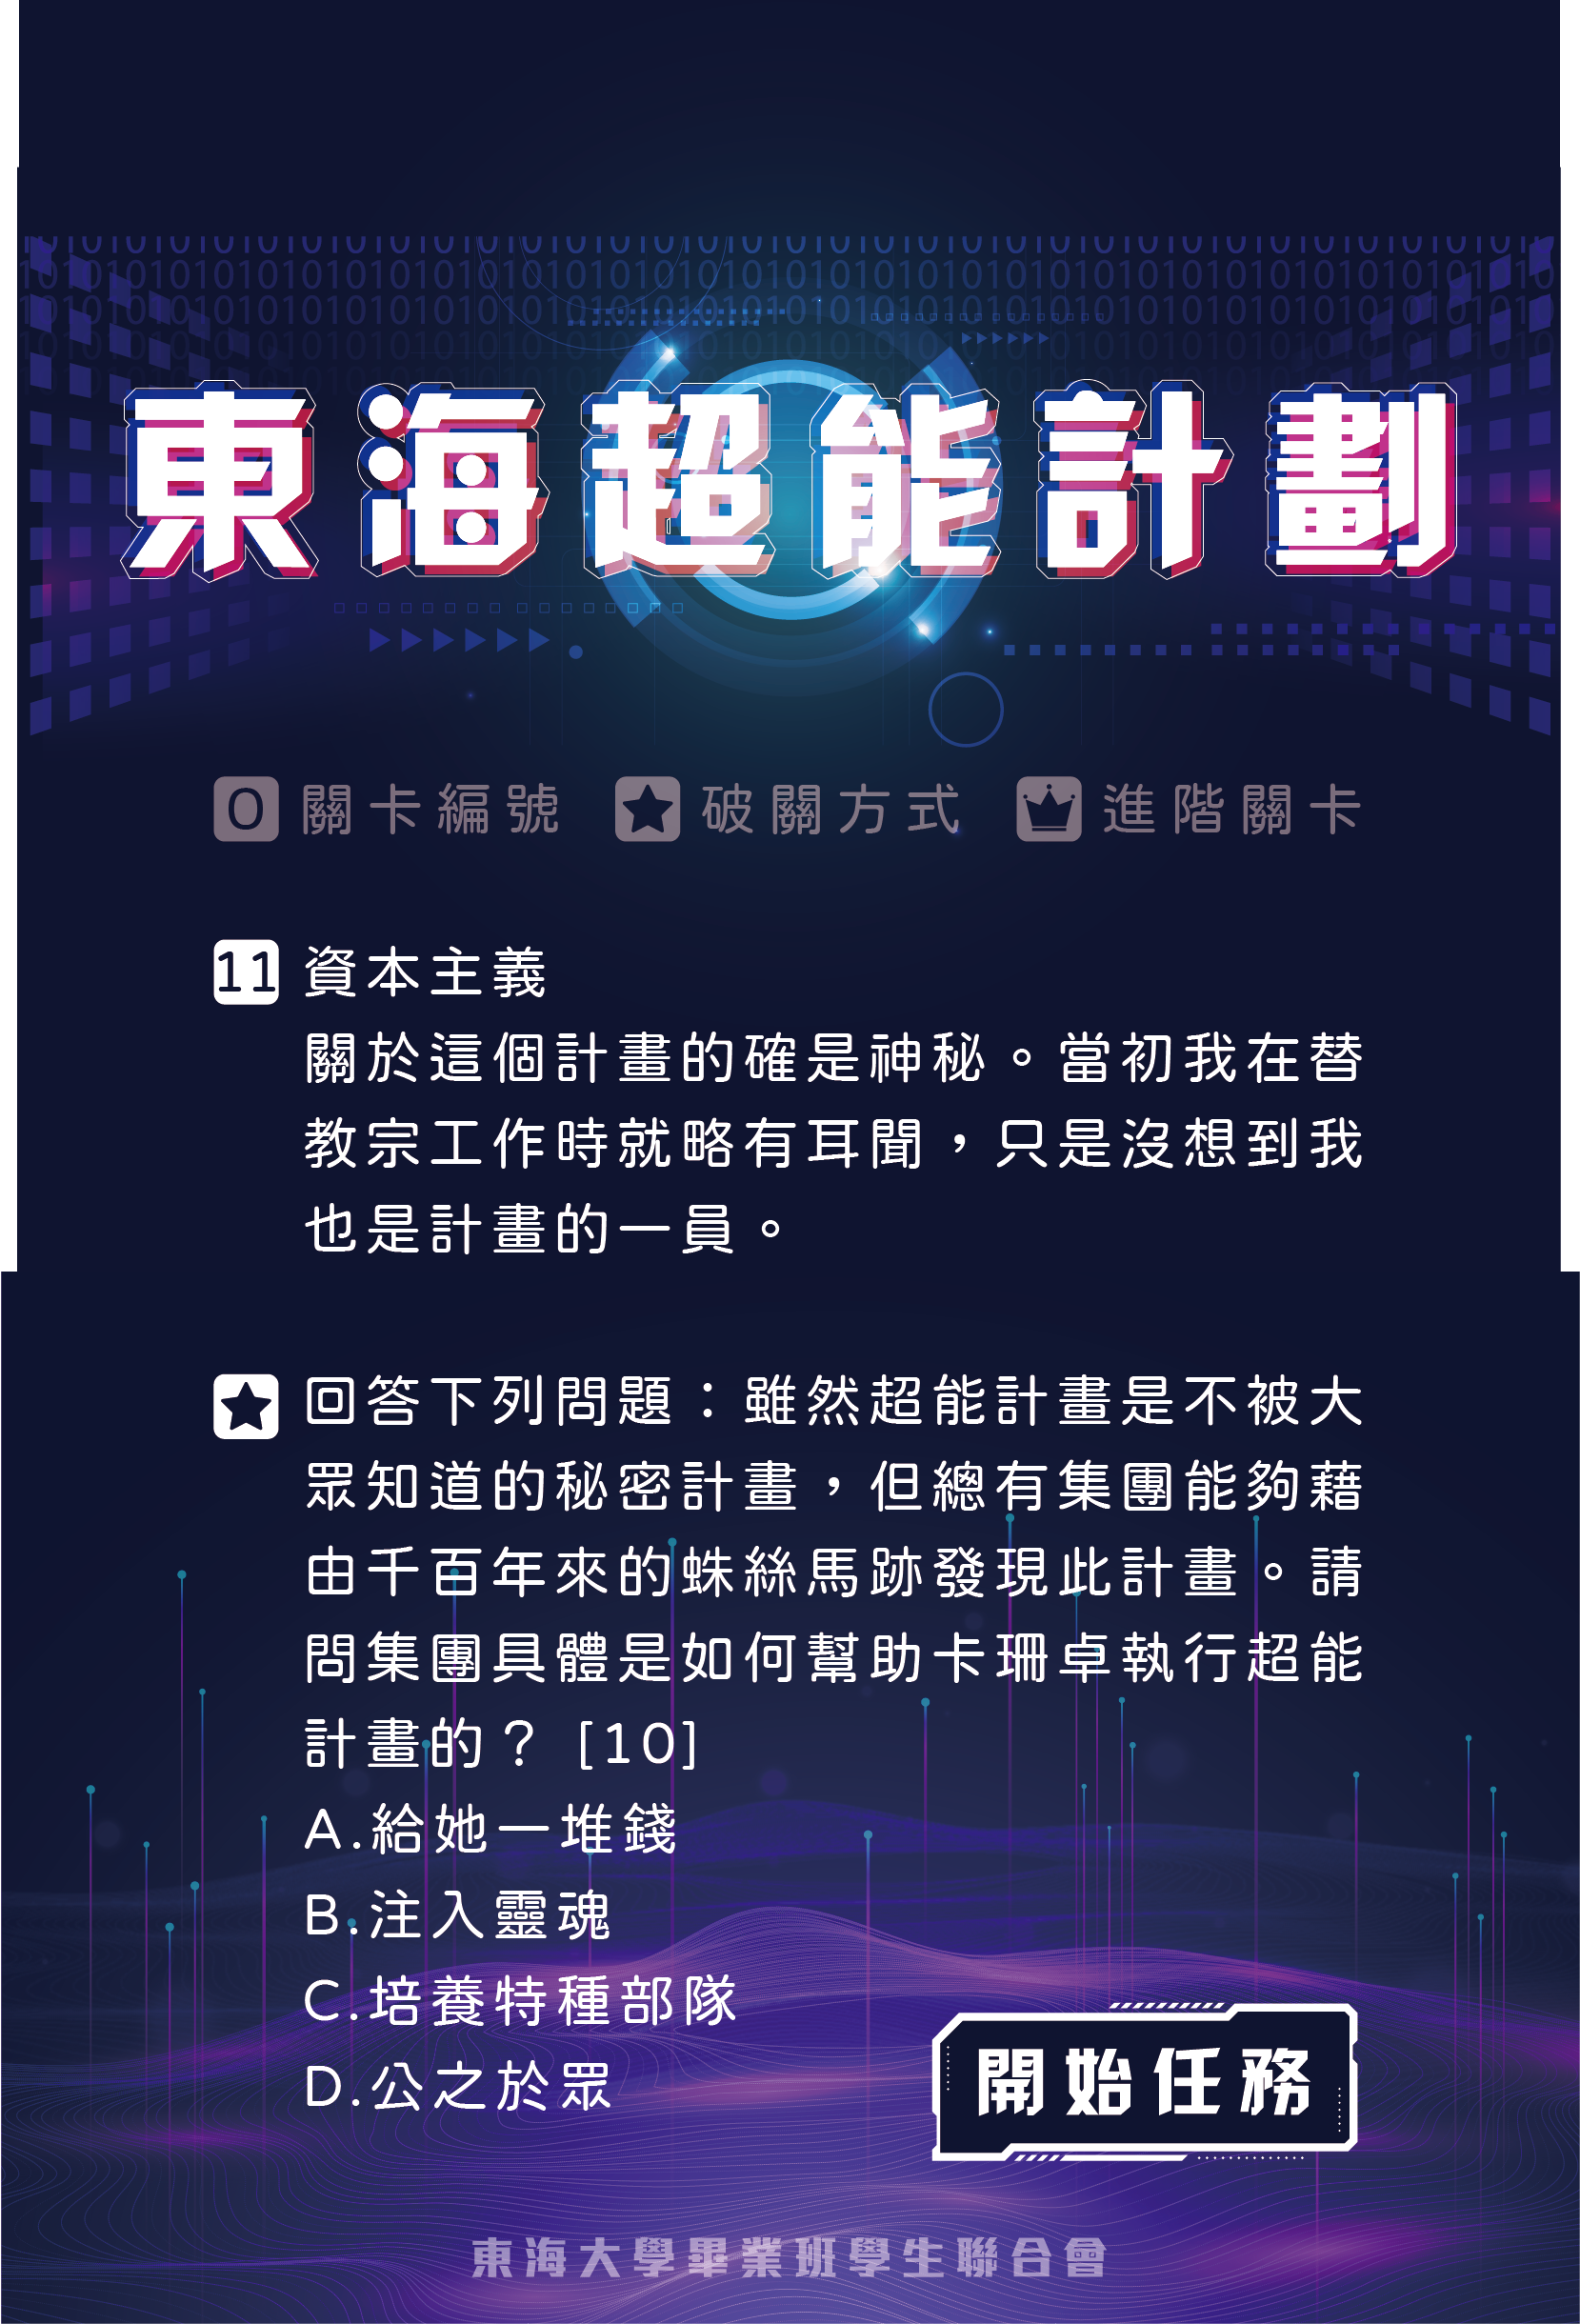 東海超能計劃
0 關卡編號 ★ 破關方式 進階關卡
11 資本主義
關於這個計畫的確是神秘。當初我在替
教宗工作時就略有耳聞，只是沒想到我
也是計畫的一員。
★ 回答下列問題：雖然超能計畫是不被大
眾知道的秘密計畫，但總有集團能夠藉
由千百年來的蛛絲馬跡發現此計畫。請
問集團具體是如何幫助卡珊卓執行超能
計畫的？ [10]
A.給她一堆錢
B.注入靈魂
C.培養特種部隊
D.公之於眾
開始任務
東海大學畢業班學生聯合會